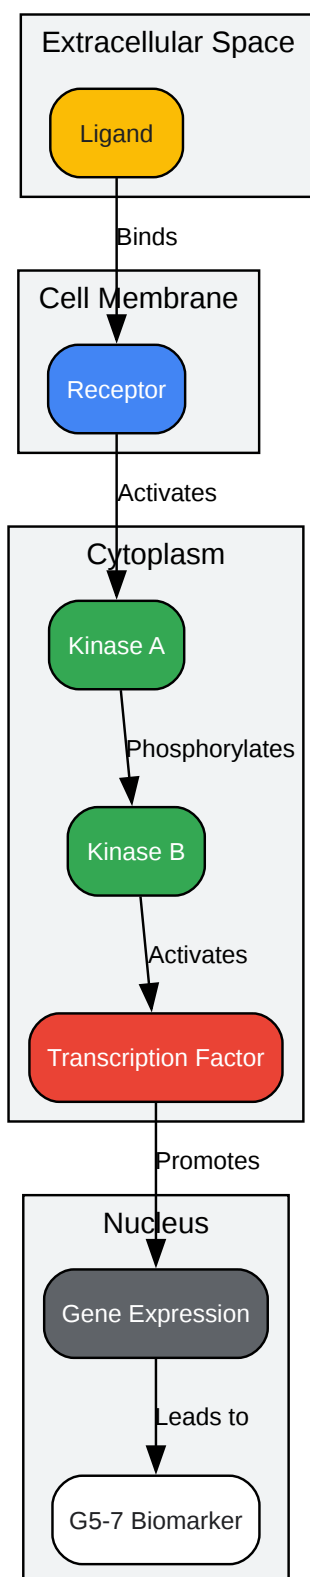 Extracellular Space
Ligand
Binds
Cell Membrane
Receptor
Activates
Cytoplasm
Kinase A
Phosphorylates
Kinase B
Activates
Transcription Factor
Promotes
Nucleus
Gene Expression
Leads to
G5-7 Biomarker